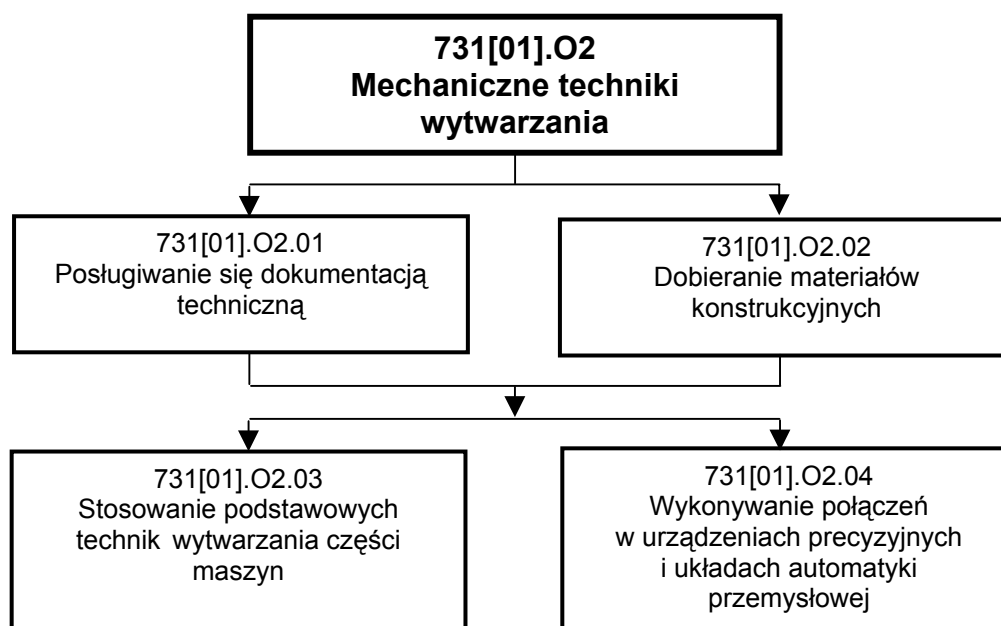 731[01].O2
Mechaniczne techniki
wytwarzania
731[01].O2.01
Posługiwanie się dokumentacją
techniczną
731[01].O2.02
Dobieranie materiałów
konstrukcyjnych
731[01].O2.03
Stosowanie podstawowych
technik wytwarzania części
maszyn
731[01].O2.04
Wykonywanie połączeń
w urządzeniach precyzyjnych
i układach automatyki
przemysłowej